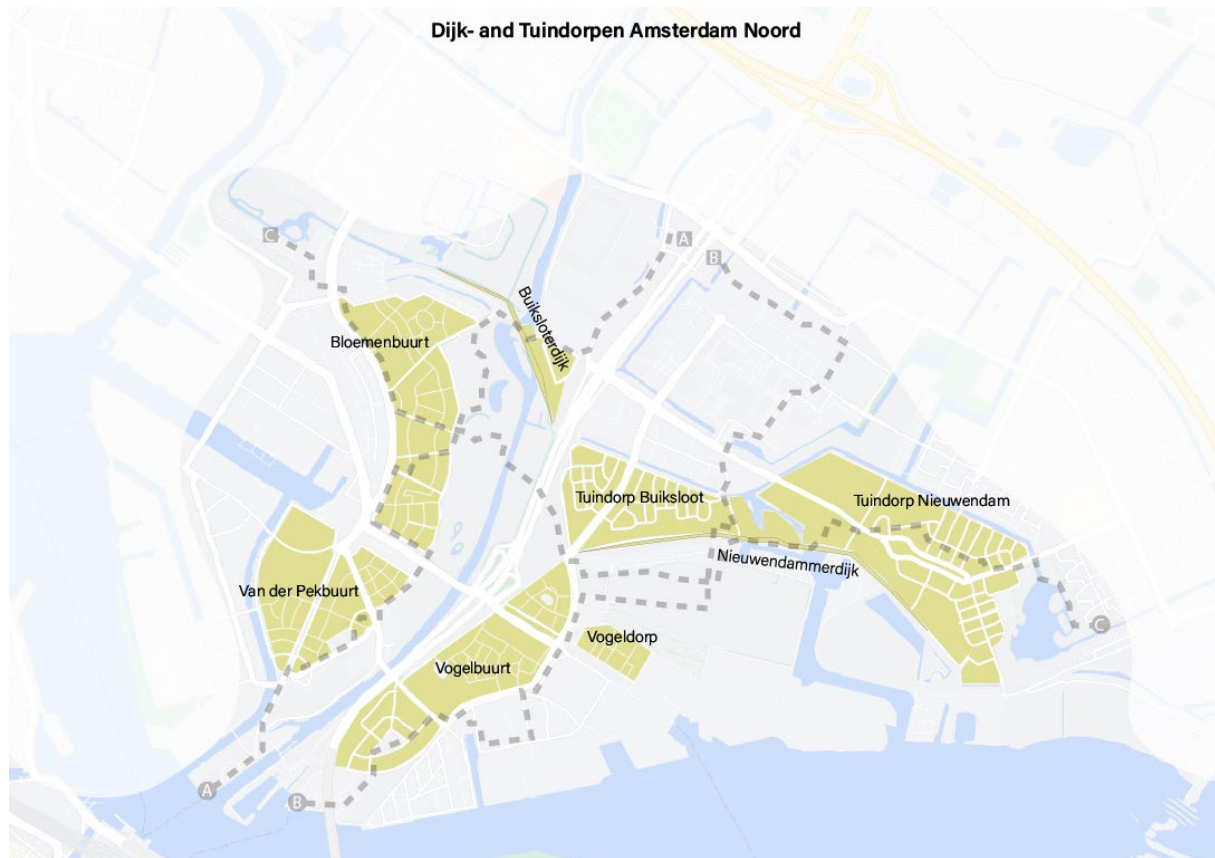 Dijk- and Tuindorpen Amsterdam Noord
C
A
B
Buiksloterdijk
Bloemenbuurt
Tuindorp Buiksloot
Tuindorp Nieuwendam
Nieuwendammerdijk
Van der Pekbuurt
Vogeldorp
C
Vogelbuurt
A
B